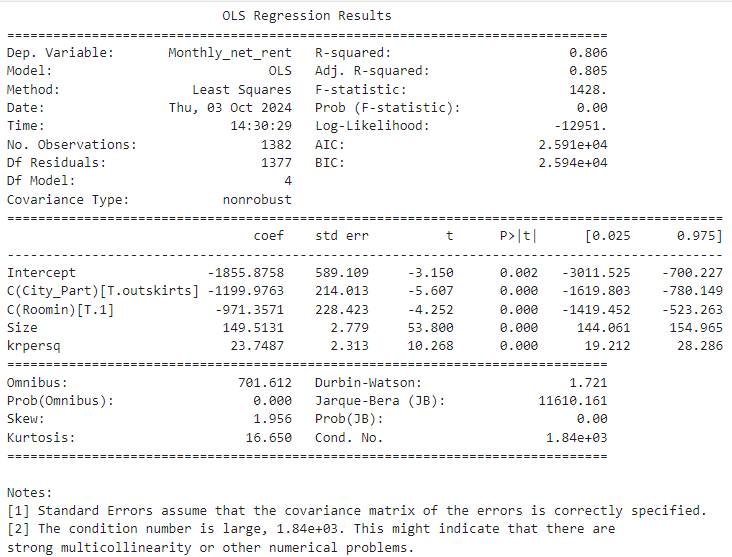 OLS Regression Results
==============================================================================
Dep. Variable: Monthly_net_rent R-squared: 0.806
Model: OLS Adj. R-squared: 0.805
Method: Least Squares F-statistic: 1428.
Date: Thu, 03 Oct 2024 Prob (F-statistic): 0.00
Time: 14:30:29 Log-Likelihood: -12951.
No. Observations: 1382 AIC: 2.591e+04
Df Residuals: 1377 BIC: 2.594e+04
Df Model: 4
Covariance Type: nonrobust
=============================================================================================
coef std err t P>|t| [0.025 0.975]
---------------------------------------------------------------------------------------------
Intercept -1855.8758 589.109 -3.150 0.002 -3011.525 -700.227
C(City_Part)[T.outskirts] -1199.9763 214.013 -5.607 0.000 -1619.803 -780.149
C(Roomin)[T.1] -971.3571 228.423 -4.252 0.000 -1419.452 -523.263
Size 149.5131 2.779 53.800 0.000 144.061 154.965
krpersq 23.7487 2.313 10.268 0.000 19.212 28.286
==============================================================================
Omnibus: 701.612 Durbin-Watson: 1.721
Prob(Omnibus): 0.000 Jarque-Bera (JB): 11610.161
Skew: 1.956 Prob(JB): 0.00
Kurtosis: 16.650 Cond. No. 1.84e+03
==============================================================================
Notes:
[1] Standard Errors assume that the covariance matrix of the errors is correctly specified.
[2] The condition number is large, 1.84e+03. This might indicate that there are
strong multicollinearity or other numerical problems.